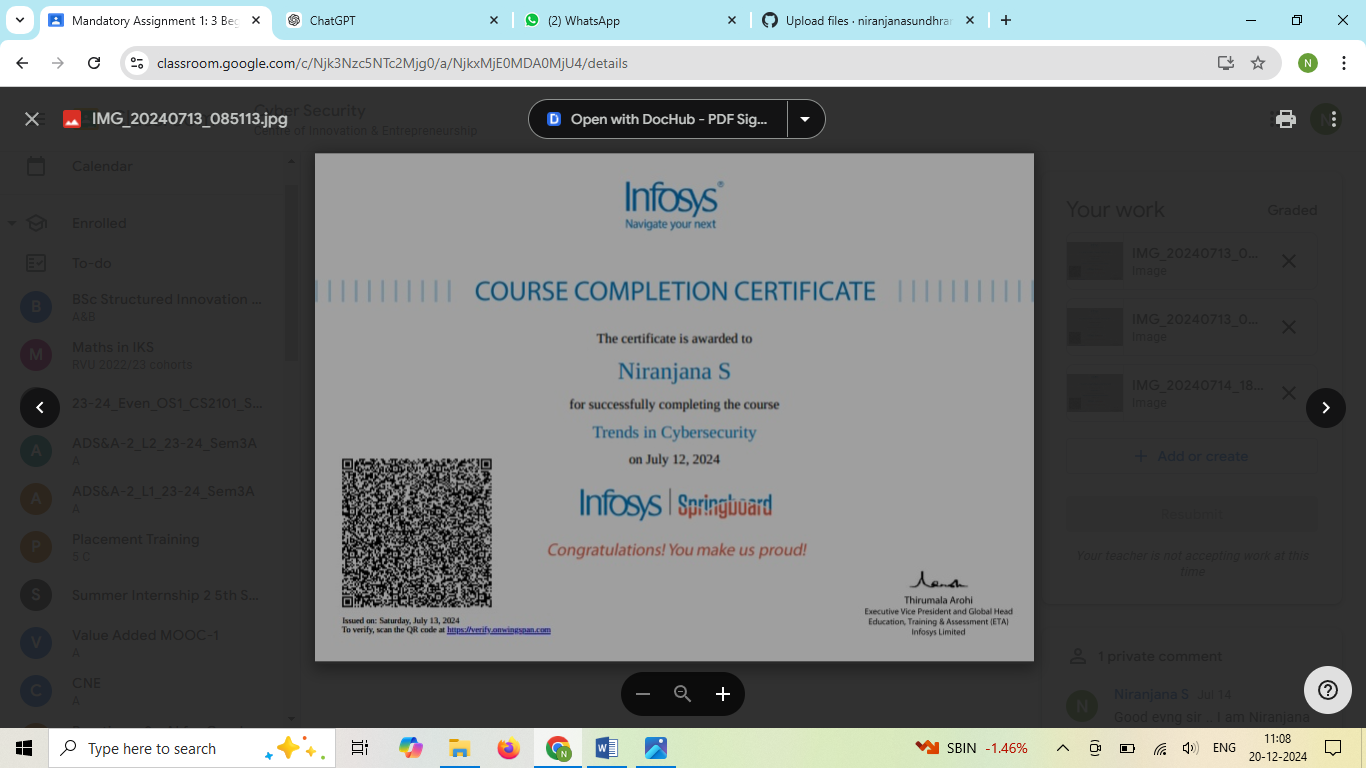 Mandatory Assignment 1: 3 Beg
ChatGPT
(2) WhatsApp
Upload files · niranjanasundhran
classroom.google.com/c/Njk3Nzc5NTc2Mjg0/a/NjkxMjE0MDA0MjU4/details
N
IMG_20240713_085113.jpg
Cyber Security
Centre of Innovation & Entrepreneurship
Open with DocHub - PDF Sig...
N
Calendar
Enrolled
To-do
B
BSc Structured Innovation ...
A&B
M
Maths in IKS
RVU 2022/23 cohorts
23-24_Even_OS1_CS2101_S...
A
ADS&A-2_L2_23-24_Sem3A
A
A
ADS&A-2_L1_23-24_Sem3A
A
P
Placement Training
5 C
S
Summer Internship 2 5th S...
V
Value Added MOOC-1
A
C
CNE
A
Infosys®
Navigate your next
COURSE COMPLETION CERTIFICATE
The certificate is awarded to
Niranjana S
for successfully completing the course
Trends in Cybersecurity
on July 12, 2024
Infosys | Springboard
Congratulations! You make us proud!
Issued on: Saturday, July 13, 2024
To verify, scan the QR code at https://verify.onwingspan.com
Thirumala Arohi
Executive Vice President and Global Head
Education, Training & Assessment (ETA)
Infosys Limited
Your work
Graded
IMG_20240713_0...
Image
IMG_20240713_0...
Image
IMG_20240714_18...
Image
+ Add or create
Resubmit
Your teacher is not accepting work at this
time
1 private comment
N
Niranjana S Jul 14
Good evng sir .. I am Niranjana
Type here to search
SBIN -1.46%
ENG
11:08
20-12-2024